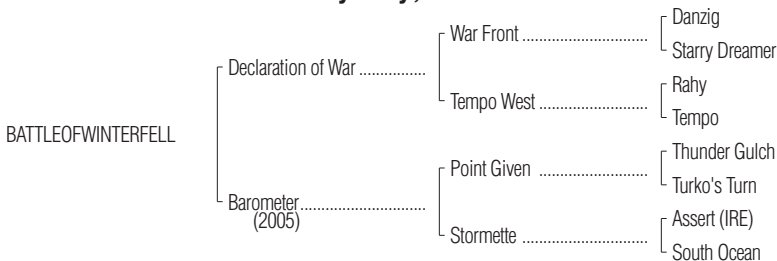 Danzig
War Front ................................
Starry Dreamer
Declaration of War ................
Rahy
Tempo West ...........................
Tempo
BATTLEOFWINTERFELL
Thunder Gulch
Point Given ...........................
Turko's Turn
Barometer................................
(2005)
Assert (IRE)
Stormette ...............................
South Ocean